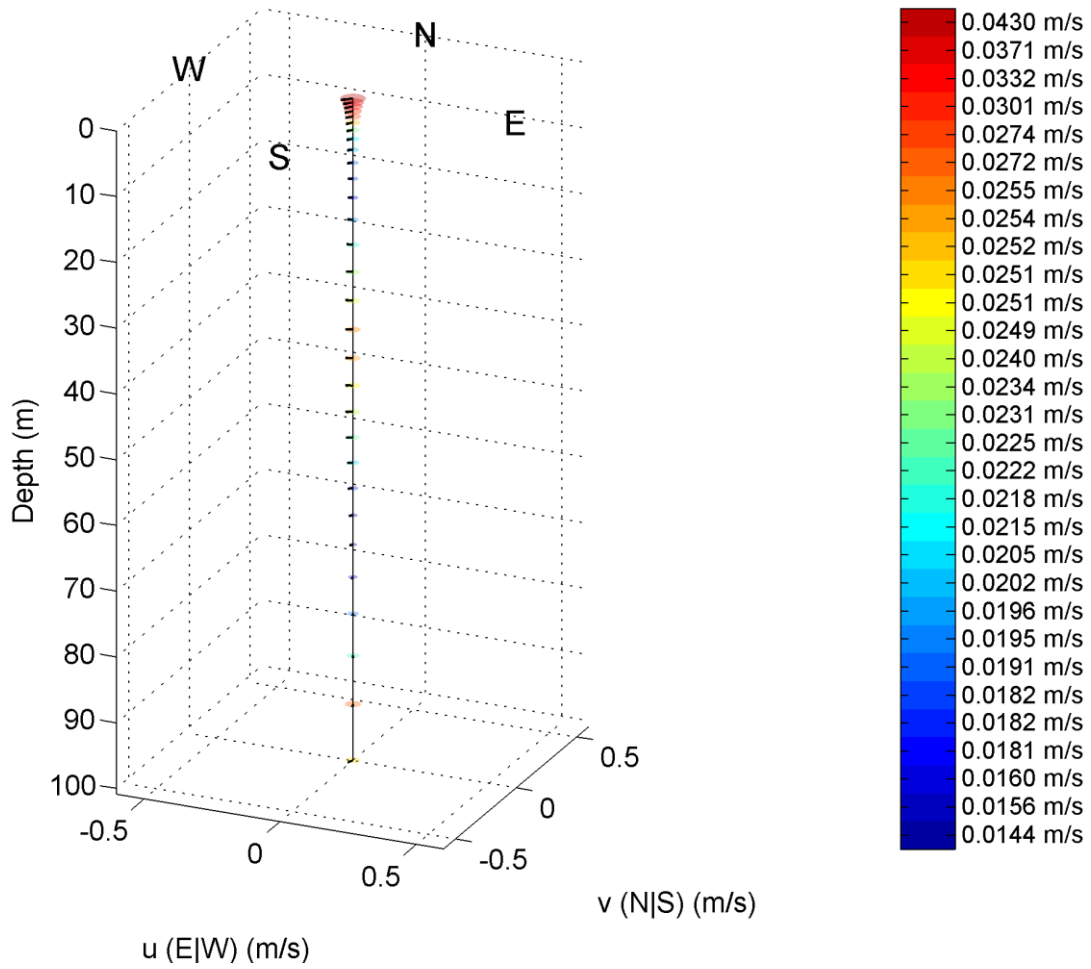 N
W
E
S
0
10
20
30
40
50
60
70
80
90
100
Depth (m)
-0.5
0
0.5
u (E|W) (m/s)
0.5
0
-0.5
v (N|S) (m/s)
0.0430 m/s
0.0371 m/s
0.0332 m/s
0.0301 m/s
0.0274 m/s
0.0272 m/s
0.0255 m/s
0.0254 m/s
0.0252 m/s
0.0251 m/s
0.0251 m/s
0.0249 m/s
0.0240 m/s
0.0234 m/s
0.0231 m/s
0.0225 m/s
0.0222 m/s
0.0218 m/s
0.0215 m/s
0.0205 m/s
0.0202 m/s
0.0196 m/s
0.0195 m/s
0.0191 m/s
0.0182 m/s
0.0182 m/s
0.0181 m/s
0.0160 m/s
0.0156 m/s
0.0144 m/s